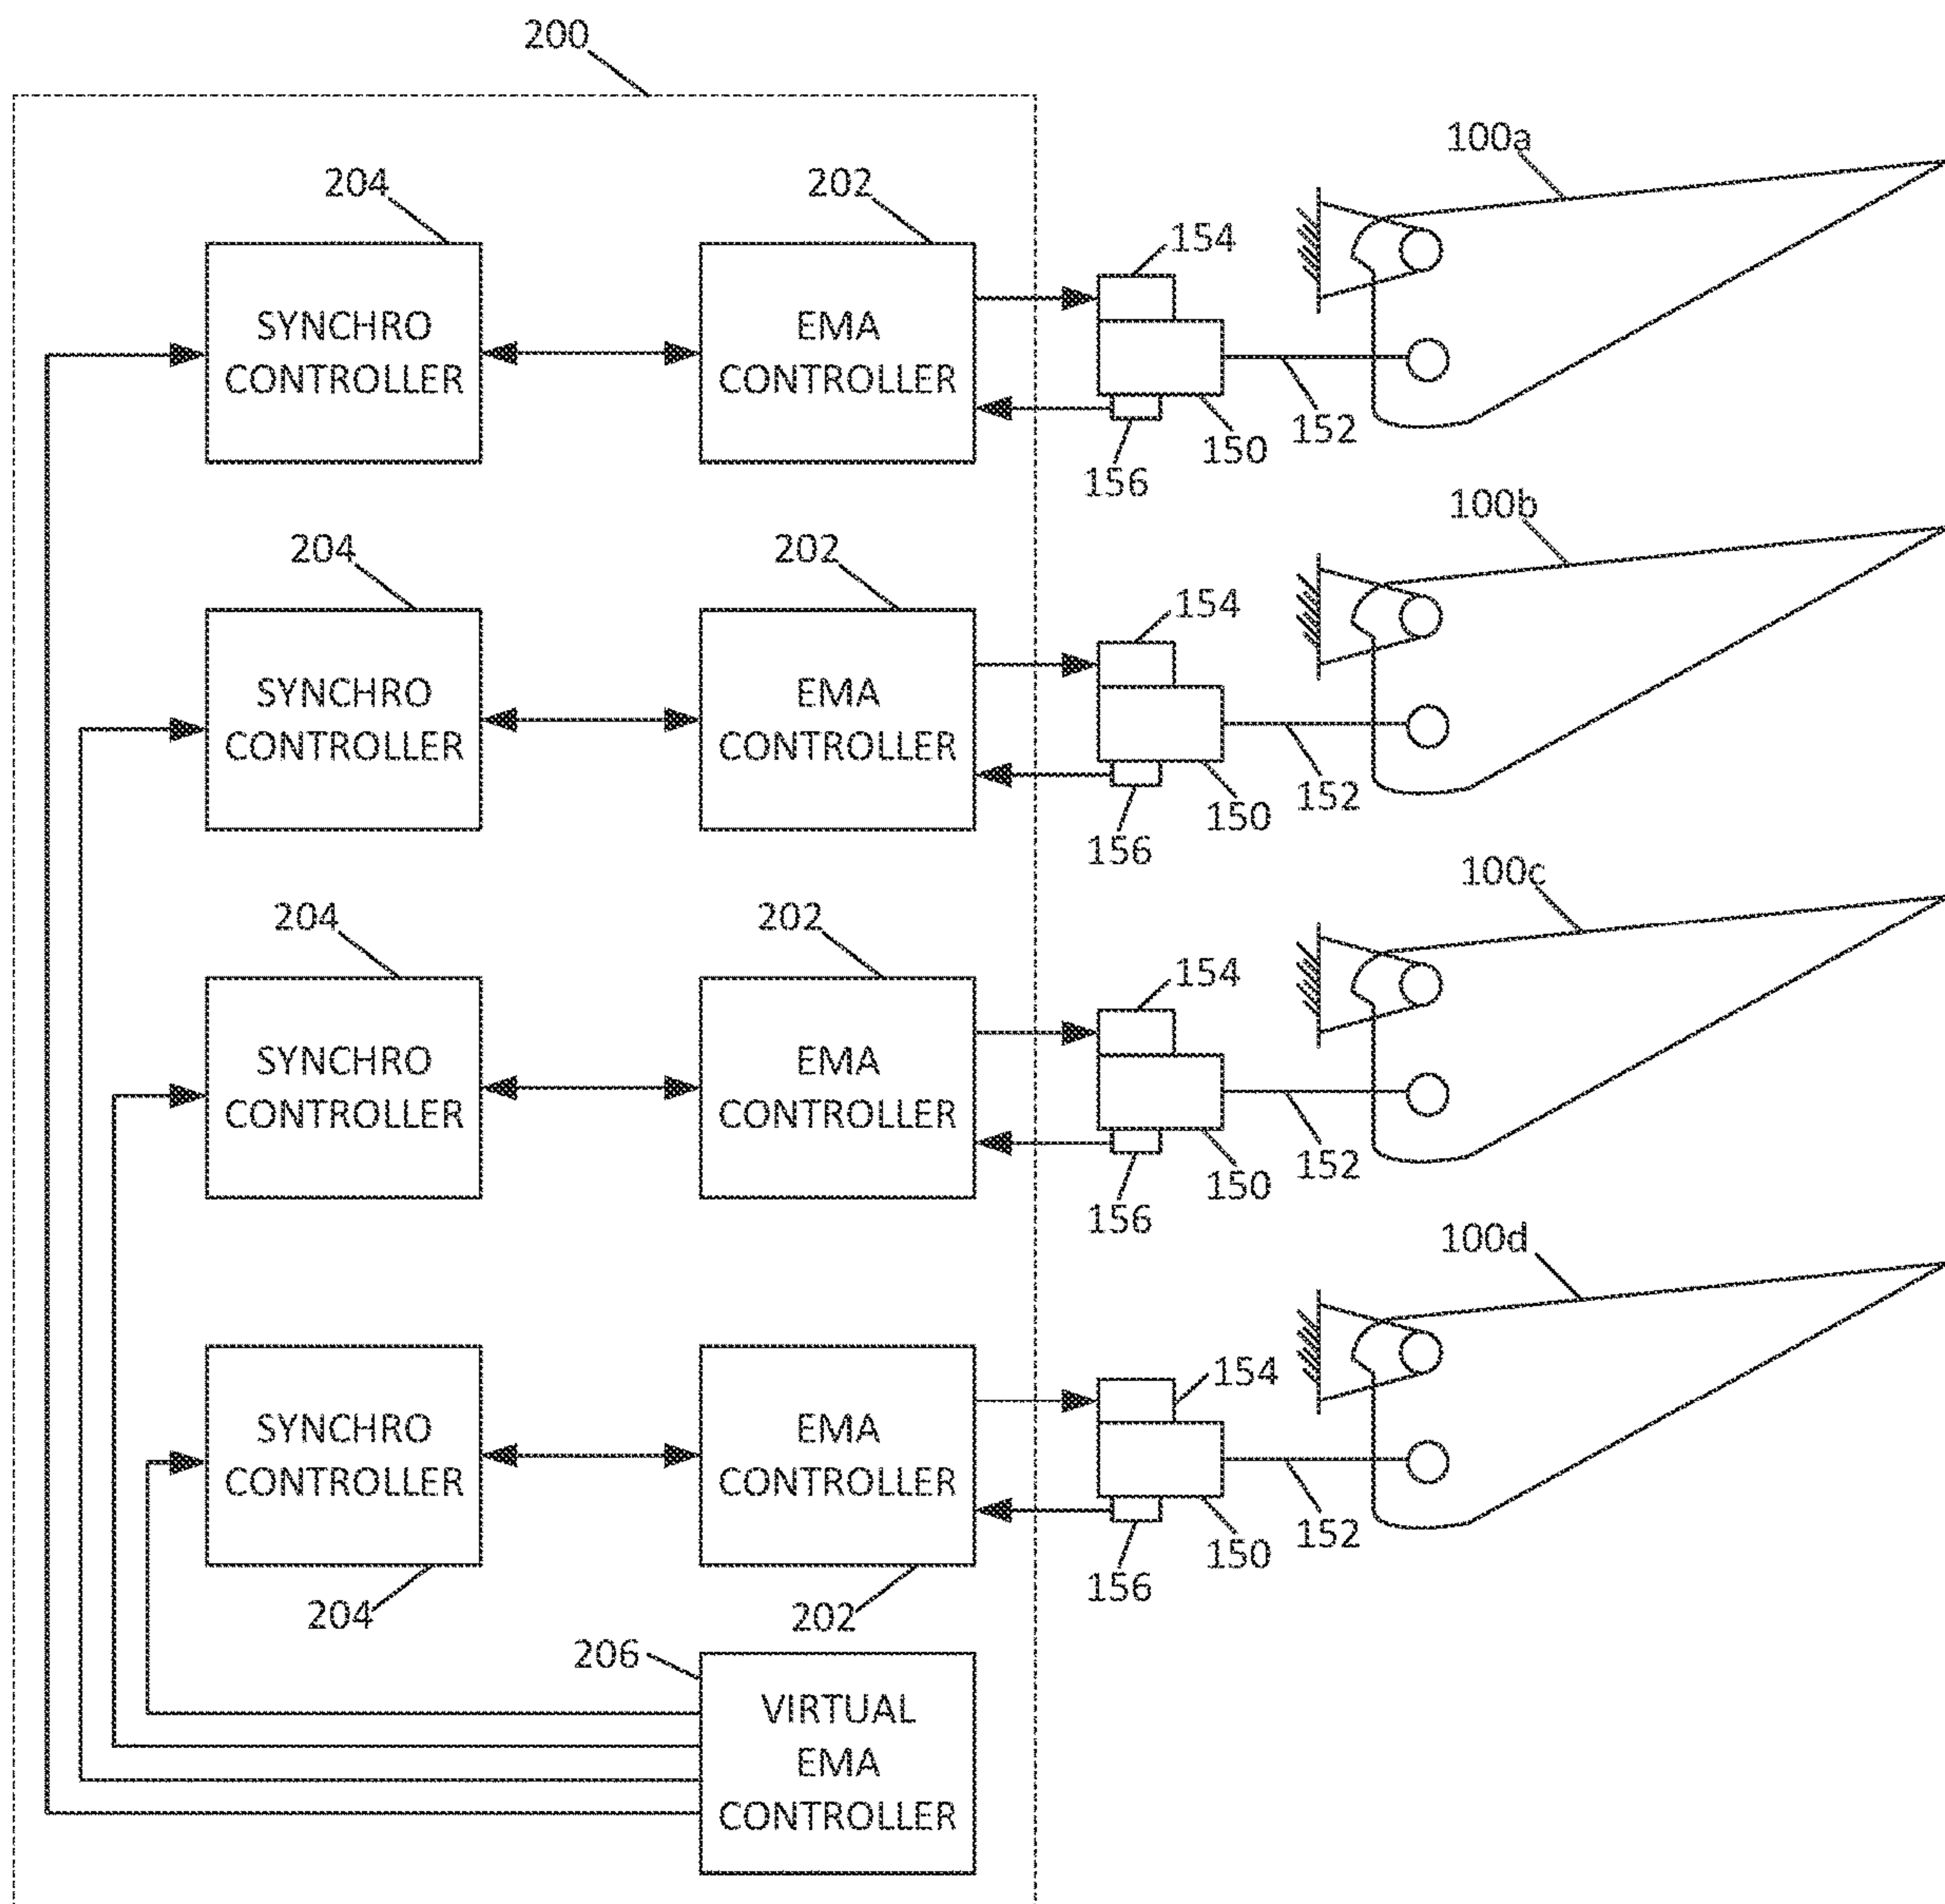 200
100a
204
202
154
SYNCHRO
CONTROLLER
EMA
CONTROLLER
152
150
156
100b
204
202
154
SYNCHRO
CONTROLLER
EMA
CONTROLLER
152
150
156
100c
204
202
154
SYNCHRO
CONTROLLER
EMA
CONTROLLER
152
150
156
100d
154
SYNCHRO
CONTROLLER
EMA
CONTROLLER
152
150
156
204
202
206
VIRTUAL
EMA
CONTROLLER